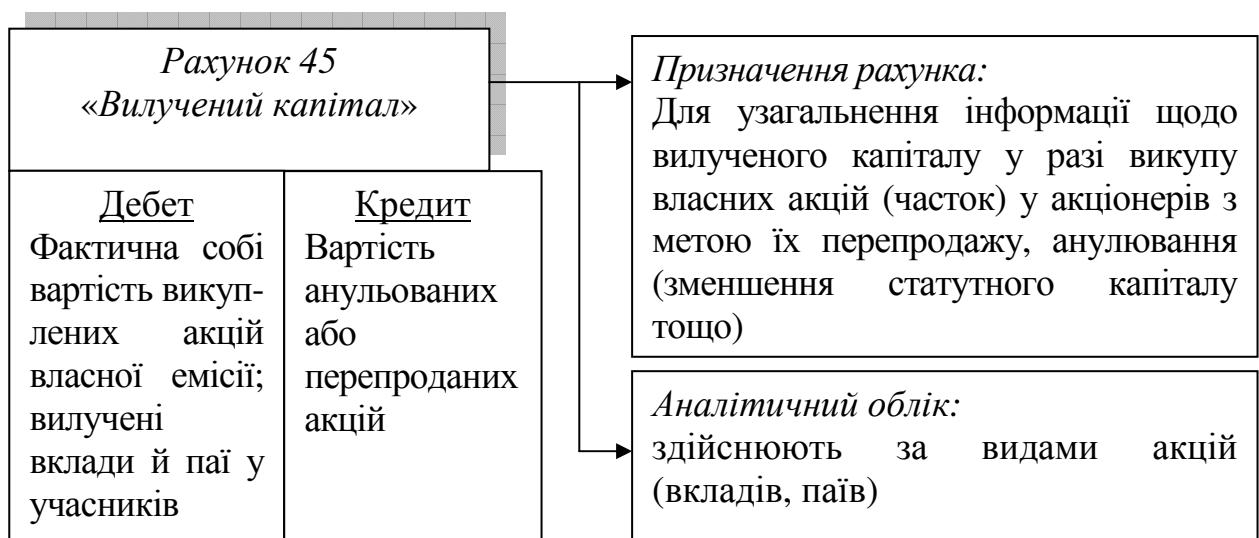 Рахунок 45
«Вилучений капітал»
Дебет
Фактична собі
вартість викуп-
лених акцій
власної емісії;
вилучені
вклади й паї у
учасників
Кредит
Вартість
анульованих
або
перепроданих
акцій
Призначення рахунка:
Для узагальнення інформації щодо
вилученого капіталу у разі викупу
власних акцій (часток) у акціонерів з
метою їх перепродажу, анулювання
(зменшення статутного капіталу
тощо)
Аналітичний облік:
здійснюють за видами акцій
(вкладів, паїв)